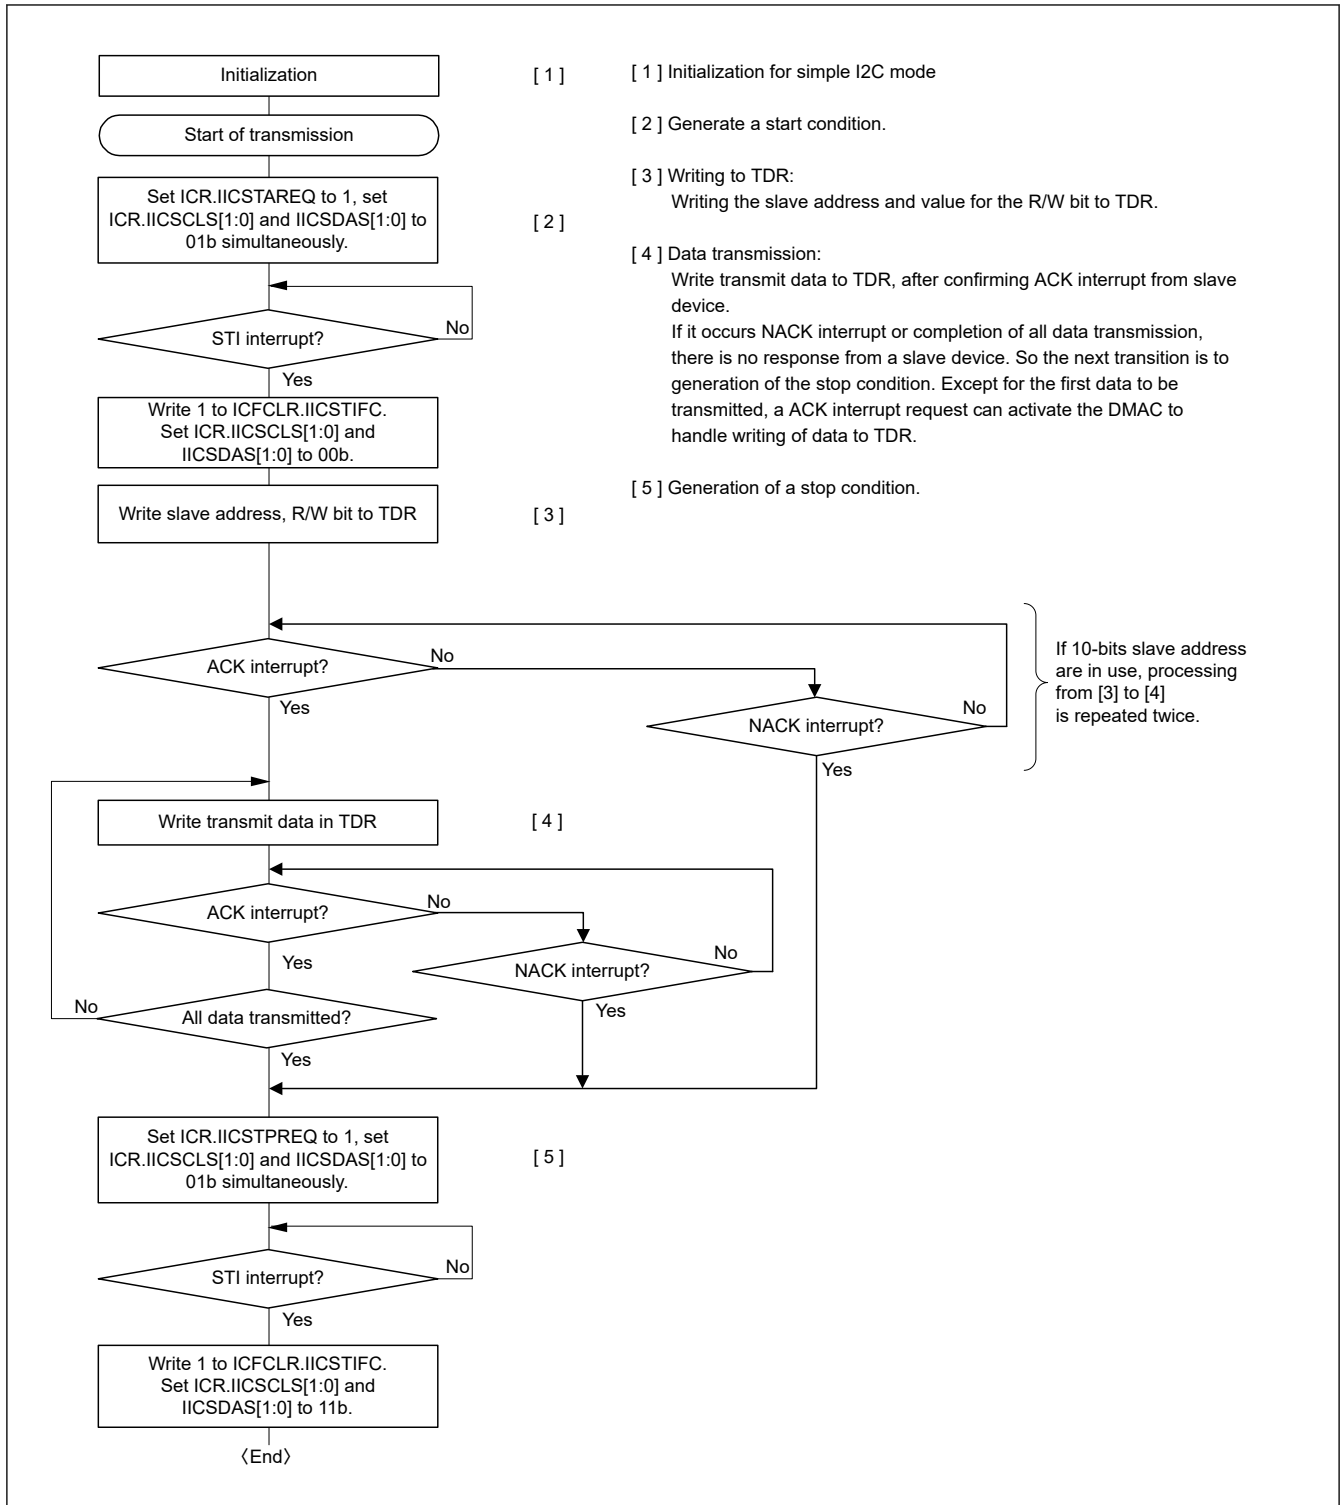 Initialization
[ 1 ]
Start of transmission
Set ICR.IICSTAREQ to 1, set
ICR.IICSCLS[1:0] and IICSDAS[1:0] to
01b simultaneously.
[ 2 ]
STI interrupt?
No
Yes
Write 1 to ICFCLR.IICSTIFC.
Set ICR.IICSCLS[1:0] and
IICSDAS[1:0] to 00b.
Write slave address, R/W bit to TDR
[ 3 ]
[ 1 ] Initialization for simple I2C mode
[ 2 ] Generate a start condition.
[ 3 ] Writing to TDR:
Writing the slave address and value for the R/W bit to TDR.
[ 4 ] Data transmission:
Write transmit data to TDR, after confirming ACK interrupt from slave
device.
If it occurs NACK interrupt or completion of all data transmission,
there is no response from a slave device. So the next transition is to
generation of the stop condition. Except for the first data to be
transmitted, a ACK interrupt request can activate the DMAC to
handle writing of data to TDR.
[ 5 ] Generation of a stop condition.
ACK interrupt?
No
Yes
NACK interrupt?
No
Yes
If 10-bits slave address
are in use, processing
from [3] to [4]
is repeated twice.
Write transmit data in TDR
[ 4 ]
ACK interrupt?
No
Yes
NACK interrupt?
No
Yes
All data transmitted?
No
Yes
Set ICR.IICSTPREQ to 1, set
ICR.IICSCLS[1:0] and IICSDAS[1:0] to
01b simultaneously.
[ 5 ]
STI interrupt?
No
Yes
Write 1 to ICFCLR.IICSTIFC.
Set ICR.IICSCLS[1:0] and
IICSDAS[1:0] to 11b.
〈End〉